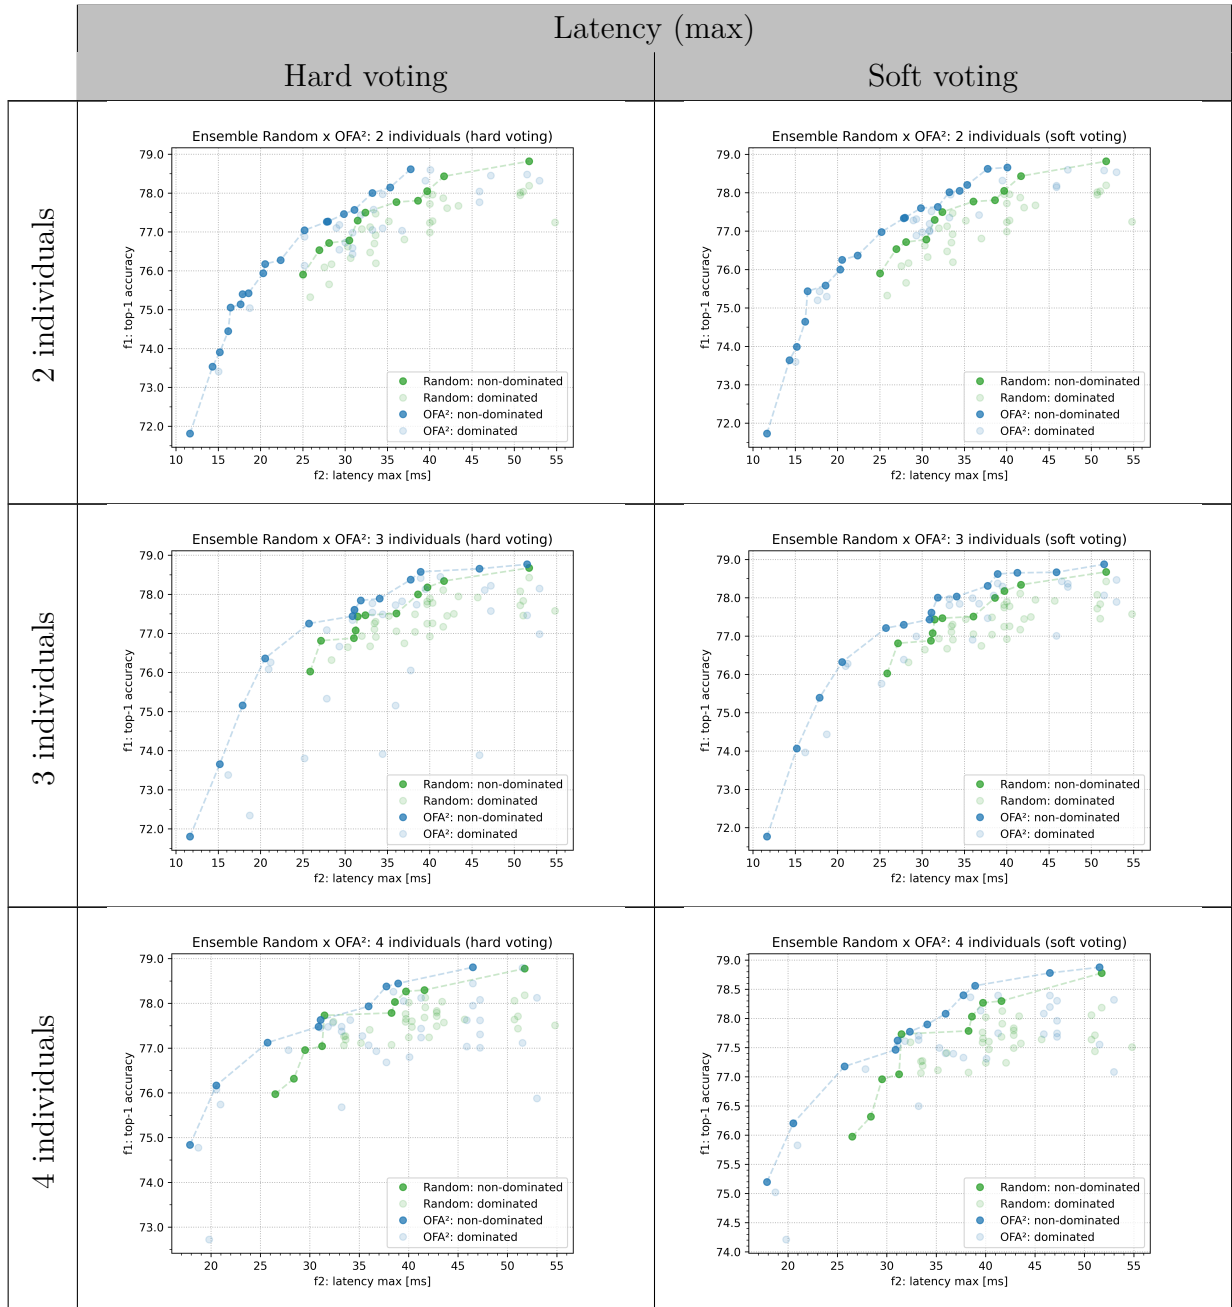 Latency (max)
Hard voting
Soft voting
2 individuals
Ensemble Random x OFA²: 2 individuals (hard voting)
79.0
78.0
77.0
76.0
75.0
74.0
73.0
72.0
f1: top-1 accuracy
10 15 20 25 30 35 40 45 50 55
f2: latency max [ms]
Random: non-dominated
Random: dominated
OFA²: non-dominated
OFA²: dominated
Ensemble Random x OFA²: 2 individuals (soft voting)
79.0
78.0
77.0
76.0
75.0
74.0
73.0
72.0
f1: top-1 accuracy
10 15 20 25 30 35 40 45 50 55
f2: latency max [ms]
Random: non-dominated
Random: dominated
OFA²: non-dominated
OFA²: dominated
3 individuals
Ensemble Random x OFA²: 3 individuals (hard voting)
79.0
78.0
77.0
76.0
75.0
74.0
73.0
72.0
f1: top-1 accuracy
10 15 20 25 30 35 40 45 50 55
f2: latency max [ms]
Random: non-dominated
Random: dominated
OFA²: non-dominated
OFA²: dominated
Ensemble Random x OFA²: 3 individuals (soft voting)
79.0
78.0
77.0
76.0
75.0
74.0
73.0
72.0
f1: top-1 accuracy
10 15 20 25 30 35 40 45 50 55
f2: latency max [ms]
Random: non-dominated
Random: dominated
OFA²: non-dominated
OFA²: dominated
4 individuals
Ensemble Random x OFA²: 4 individuals (hard voting)
79.0
78.0
77.0
76.0
75.0
74.0
73.0
f1: top-1 accuracy
20 25 30 35 40 45 50 55
f2: latency max [ms]
Random: non-dominated
Random: dominated
OFA²: non-dominated
OFA²: dominated
Ensemble Random x OFA²: 4 individuals (soft voting)
79.0
78.5
78.0
77.5
77.0
76.5
76.0
75.5
75.0
74.5
74.0
f1: top-1 accuracy
20 25 30 35 40 45 50 55
f2: latency max [ms]
Random: non-dominated
Random: dominated
OFA²: non-dominated
OFA²: dominated